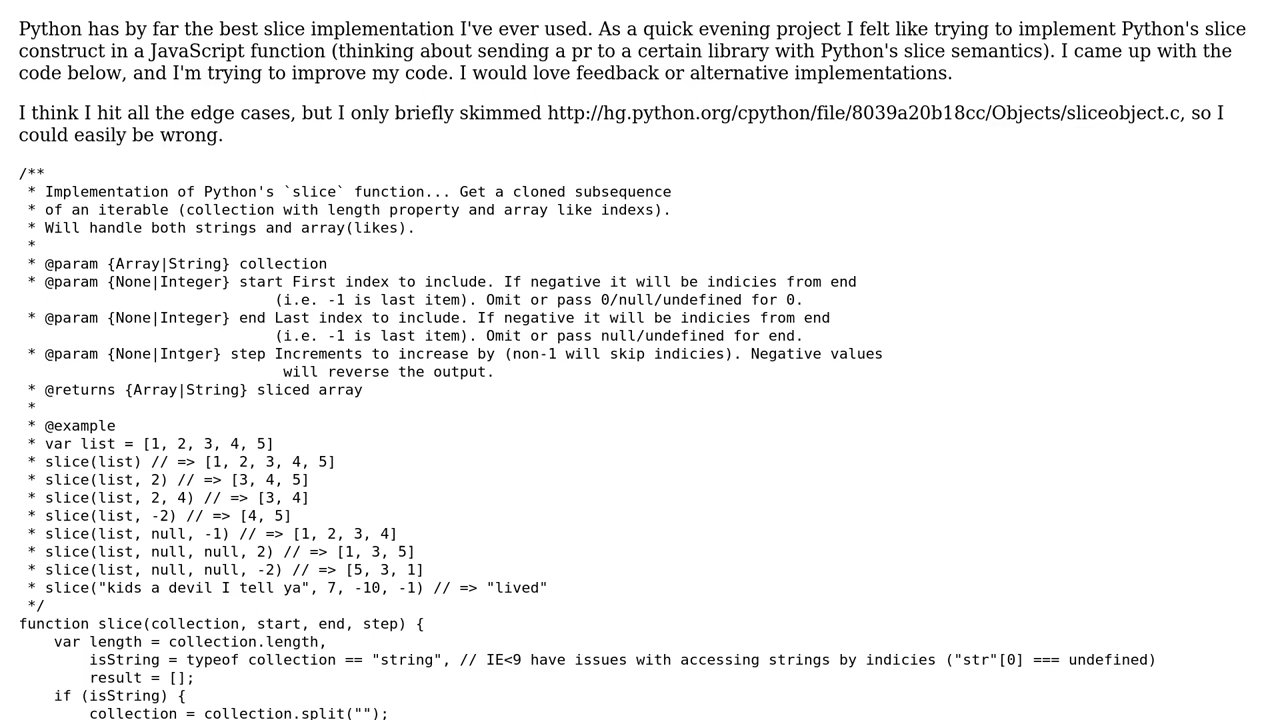 Python has by far the best slice implementation I've ever used. As a quick evening project I felt like trying to implement Python's slice
construct in a JavaScript function (thinking about sending a pr to a certain library with Python's slice semantics). I came up with the
code below, and I'm trying to improve my code. I would love feedback or alternative implementations.
I think I hit all the edge cases, but I only briefly skimmed http://hg.python.org/cpython/file/8039a20b18cc/Objects/sliceobject.c, so I
could easily be wrong.
/**
 * Implementation of Python's `slice` function... Get a cloned subsequence
 * of an iterable (collection with length property and array like indexs).
 * Will handle both strings and array(likes).
 *
 * @param {Array|String} collection
 * @param {None|Integer} start First index to include. If negative it will be indicies from end
                             (i.e. -1 is last item). Omit or pass 0/null/undefined for 0.
 * @param {None|Integer} end Last index to include. If negative it will be indicies from end
                             (i.e. -1 is last item). Omit or pass null/undefined for end.
 * @param {None|Intger} step Increments to increase by (non-1 will skip indicies). Negative values
                              will reverse the output.
 * @returns {Array|String} sliced array
 *
 * @example
 * var list = [1, 2, 3, 4, 5]
 * slice(list) // => [1, 2, 3, 4, 5]
 * slice(list, 2) // => [3, 4, 5]
 * slice(list, 2, 4) // => [3, 4]
 * slice(list, -2) // => [4, 5]
 * slice(list, null, -1) // => [1, 2, 3, 4]
 * slice(list, null, null, 2) // => [1, 3, 5]
 * slice(list, null, null, -2) // => [5, 3, 1]
 * slice("kids a devil I tell ya", 7, -10, -1) // => "lived"
 */
function slice(collection, start, end, step) {
    var length = collection.length,
        isString = typeof collection == "string", // IE<9 have issues with accessing strings by indicies ("str"[0] === undefined)
        result = [];
    if (isString) {
        collection = collection.split("");